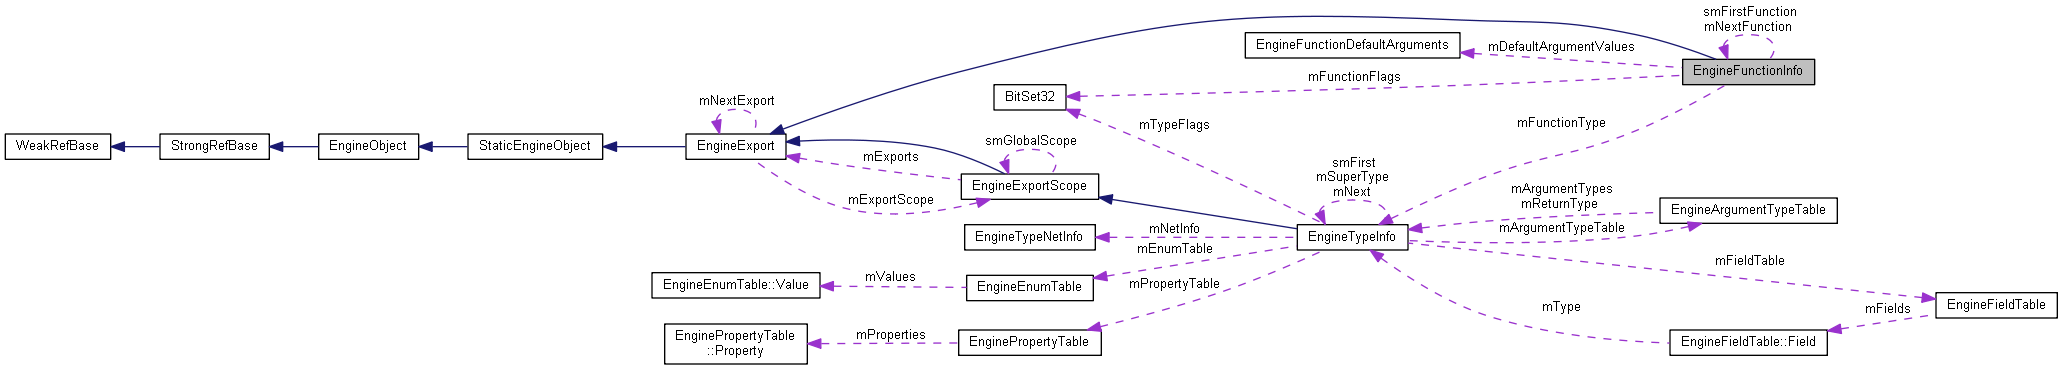 smFirstFunction
mNextFunction
EngineFunctionDefaultArguments
mDefaultArgumentValues
EngineFunctionInfo
mFunctionFlags
BitSet32
mNextExport
mTypeFlags
mFunctionType
WeakRefBase
StrongRefBase
EngineObject
StaticEngineObject
EngineExport
smGlobalScope
mExports
smFirst
mSuperType
mNext
EngineExportScope
mExportScope
mArgumentTypes
mReturnType
EngineArgumentTypeTable
mArgumentTypeTable
EngineTypeNetInfo
mNetInfo
EngineTypeInfo
mEnumTable
mFieldTable
EngineEnumTable::Value
mValues
EngineEnumTable
mPropertyTable
mType
mFields
EngineFieldTable
EnginePropertyTable
::Property
mProperties
EnginePropertyTable
EngineFieldTable::Field